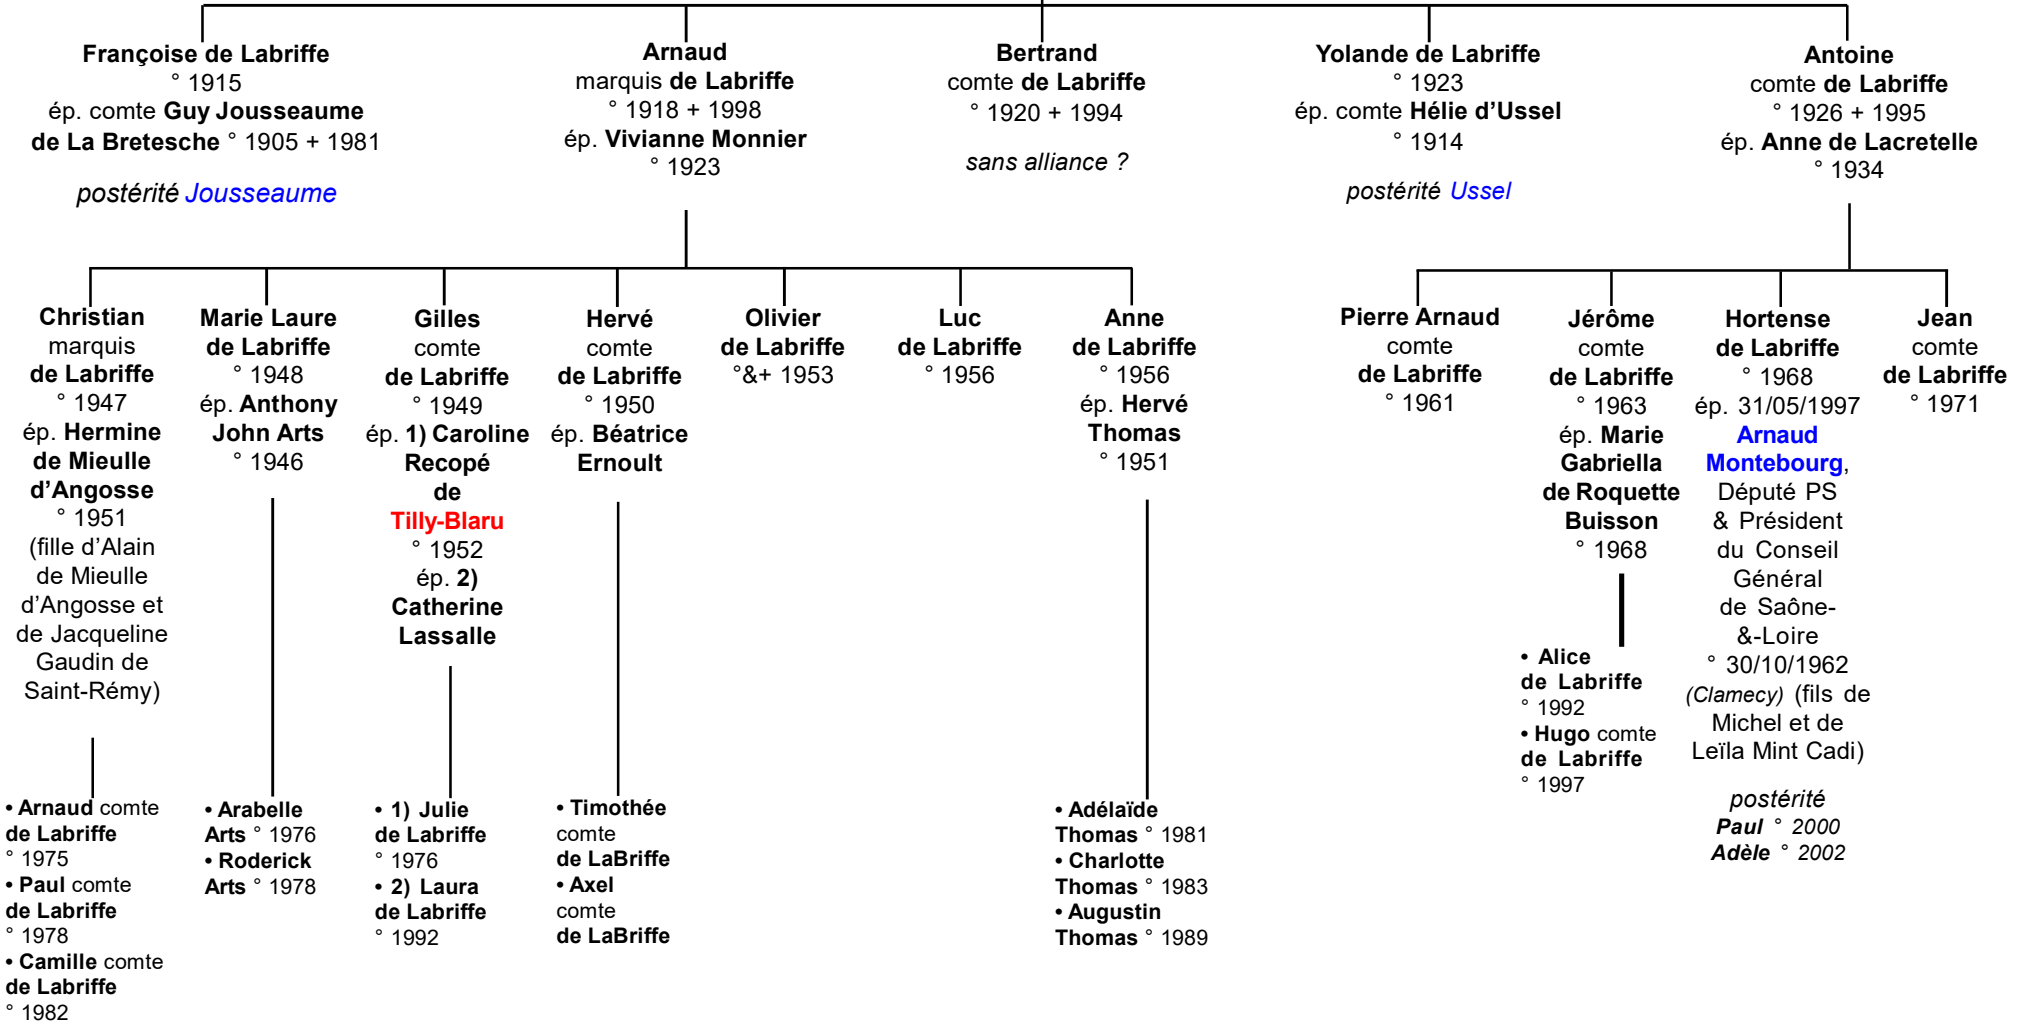 Françoise de Labriffe
° 1915
ép. comte Guy Jousseaume
de La Bretesche ° 1905 + 1981
postérité Jousseaume
Arnaud
marquis de Labriffe
° 1918 + 1998
ép. Vivianne Monnier
° 1923
Bertrand
comte de Labriffe
° 1920 + 1994
sans alliance ?
Yolande de Labriffe
° 1923
ép. comte Hélie d’Ussel
° 1914
postérité Ussel
Antoine
comte de Labriffe
° 1926 + 1995
ép. Anne de Lacretelle
° 1934
Christian
marquis
de Labriffe
° 1947
ép. Hermine
de Mieulle
d’Angosse
° 1951
(fille d’Alain
de Mieulle
d’Angosse et
de Jacqueline
Gaudin de
Saint-Rémy)
Marie Laure
de Labriffe
° 1948
ép. Anthony
John Arts
° 1946
Gilles
comte
de Labriffe
° 1949
ép. 1) Caroline
Recopé
de
Tilly-Blaru
° 1952
ép. 2)
Catherine
Lassalle
Hervé
comte
de Labriffe
° 1950
ép. Béatrice
Ernoult
Olivier
de Labriffe
°&+ 1953
Luc
de Labriffe
° 1956
Anne
de Labriffe
° 1956
ép. Hervé
Thomas
° 1951
Pierre Arnaud
comte
de Labriffe
° 1961
Jérôme
comte
de Labriffe
° 1963
ép. Marie
Gabriella
de Roquette
Buisson
° 1968
Hortense
de Labriffe
° 1968
ép. 31/05/1997
Arnaud
Montebourg,
Député PS
& Président
du Conseil
Général
de Saône-
&-Loire
° 30/10/1962
(Clamecy) (fils de
Michel et de
Leïla Mint Cadi)
postérité
Paul ° 2000
Adèle ° 2002
Jean
comte
de Labriffe
° 1971
• Arnaud comte
de Labriffe
° 1975
• Paul comte
de Labriffe
° 1978
• Camille comte
de Labriffe
° 1982
• Arabelle
Arts ° 1976
• Roderick
Arts ° 1978
• 1) Julie
de Labriffe
° 1976
• 2) Laura
de Labriffe
° 1992
• Timothée
comte
de LaBriffe
• Axel
comte
de LaBriffe
• Adélaïde
Thomas ° 1981
• Charlotte
Thomas ° 1983
• Augustin
Thomas ° 1989
• Alice
de Labriffe
° 1992
• Hugo comte
de Labriffe
° 1997